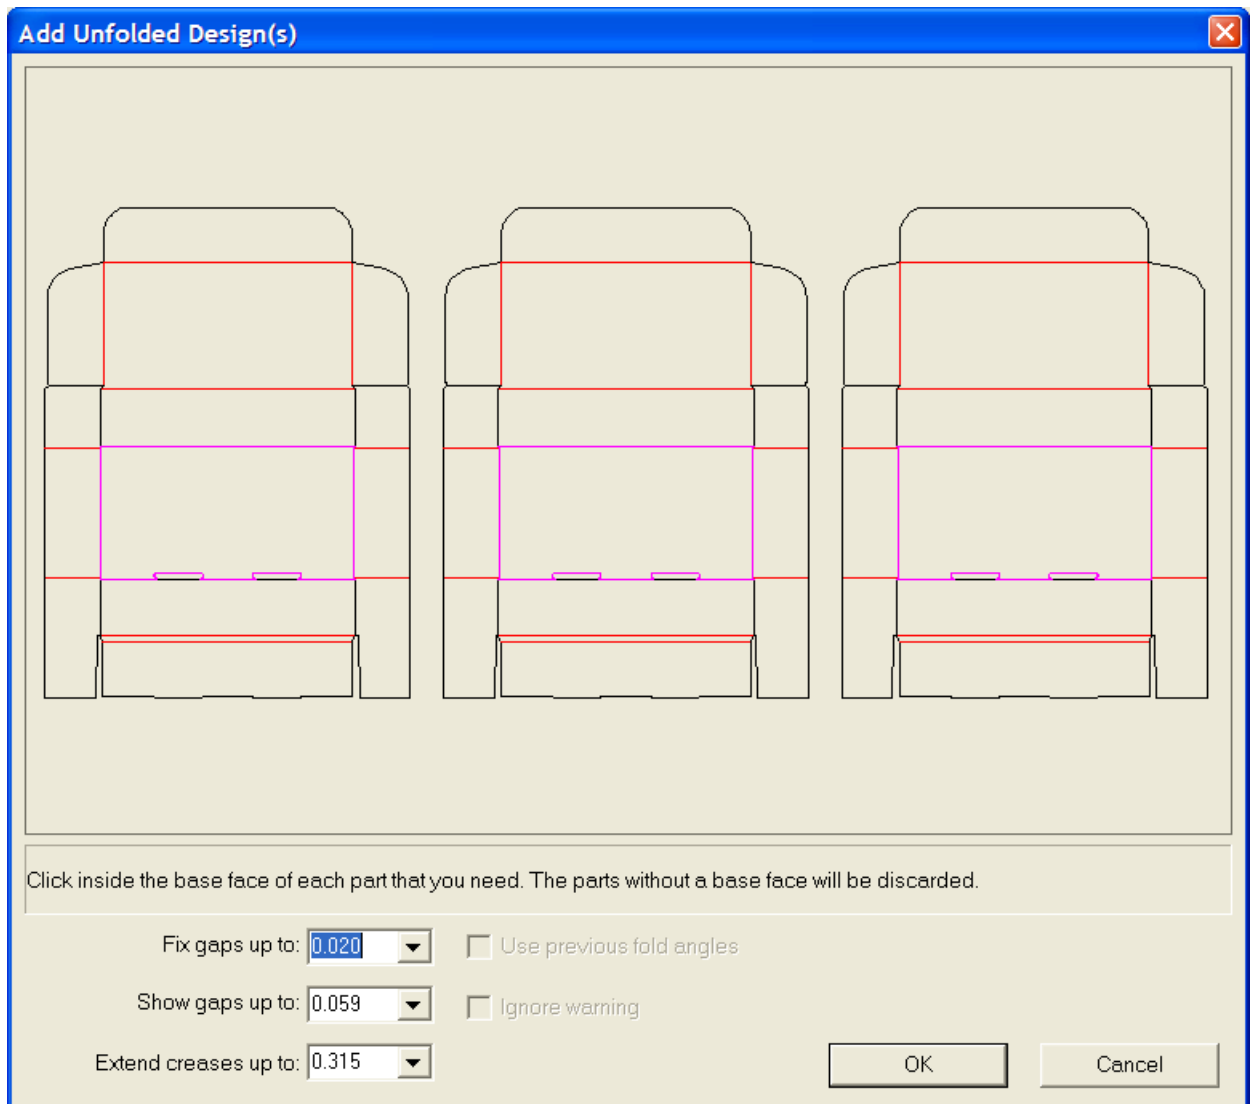 Add Unfolded Design(s)
Click inside the base face of each part that you need. The parts without a base face will be discarded.
Fix gaps up to: 0.020 Use previous fold angles
Show gaps up to: 0.059 Ignore warning
Extend creases up to: 0.315 OK Cancel